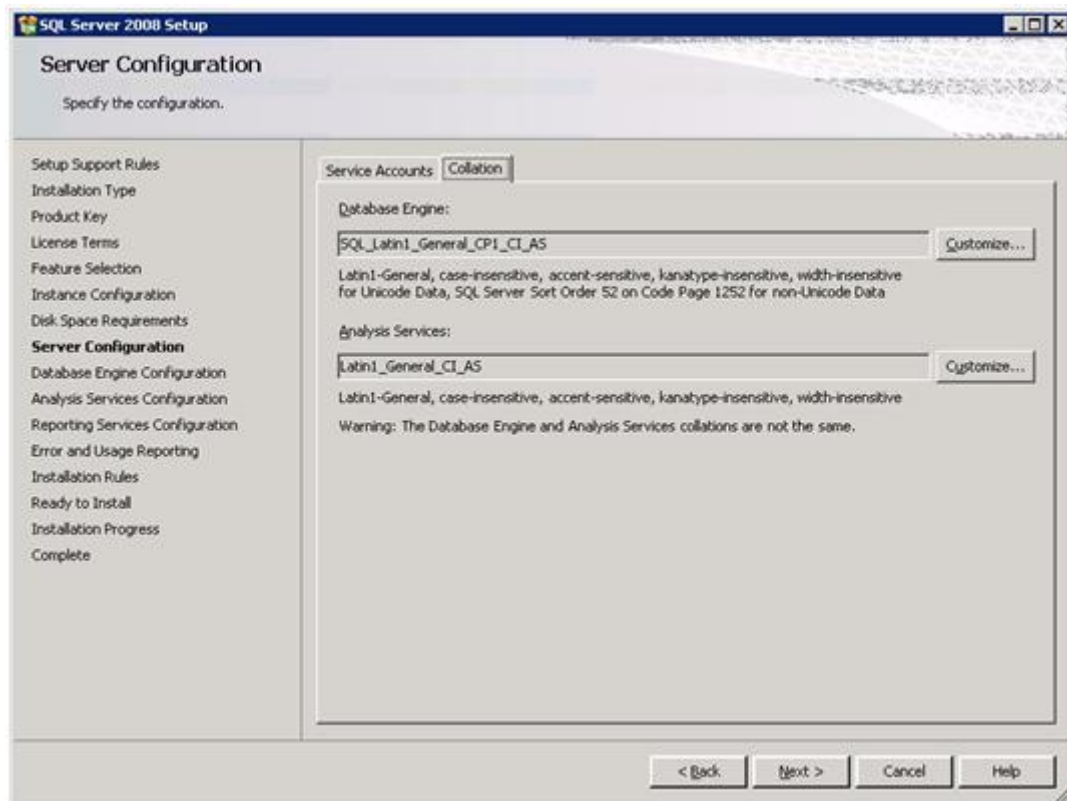 SQL Server 2008 Setup
Server Configuration
Specify the configuration.
Setup Support Rules
Installation Type
Product Key
License Terms
Feature Selection
Instance Configuration
Disk Space Requirements
Server Configuration
Database Engine Configuration
Analysis Services Configuration
Reporting Services Configuration
Error and Usage Reporting
Installation Rules
Ready to Install
Installation Progress
Complete
Service Accounts Collation
Database Engine:
SQL_Latin1_General_CP1_CI_AS Customize...
Latin1-General, case-insensitive, accent-sensitive, kanatype-insensitive, width-insensitive
for Unicode Data, SQL Server Sort Order 52 on Code Page 1252 for non-Unicode Data
Analysis Services:
Latin1_General_CI_AS Customize...
Latin1-General, case-insensitive, accent-sensitive, kanatype-insensitive, width-insensitive
Warning: The Database Engine and Analysis Services collations are not the same.
< Back Next > Cancel Help